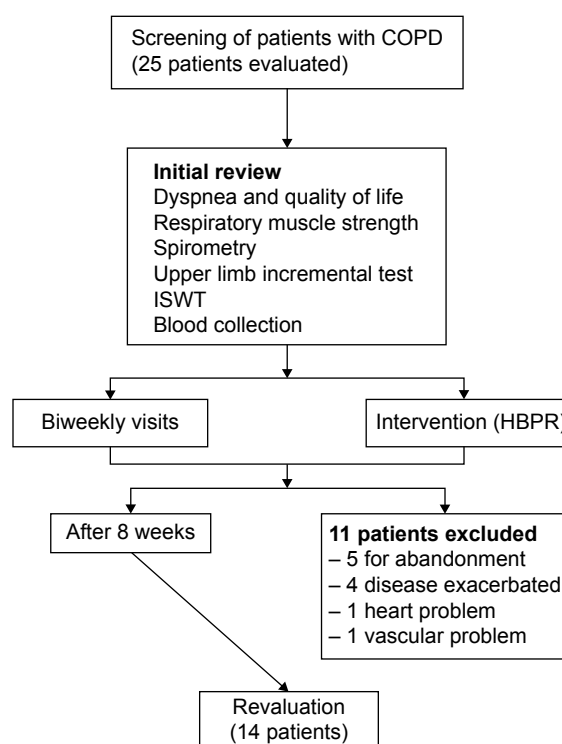 Screening of patients with COPD
(25 patients evaluated)
Initial review
Dyspnea and quality of life
Respiratory muscle strength
Spirometry
Upper limb incremental test
ISWT
Blood collection
Biweekly visits
Intervention (HBPR)
After 8 weeks
11 patients excluded
– 5 for abandonment
– 4 disease exacerbated
– 1 heart problem
– 1 vascular problem
Revaluation
(14 patients)